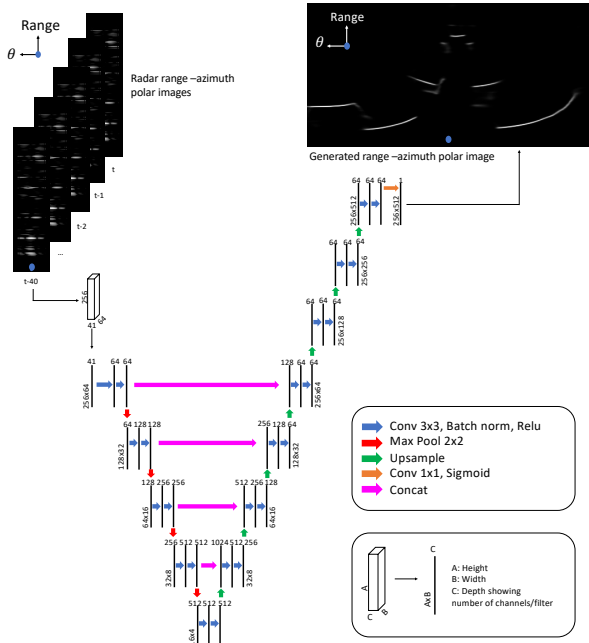 Range
θ
Radar range –azimuth
polar images
t
t-1
t-2
...
t-40
Range
θ
Generated range –azimuth polar image
256
41
64
64 64 64 1
256x512
256x512
64 64 64
256x256
64 64 64
256x128
41 64 64
256x64
128 64 64
256x64
64 128 128
128x32
256 128 64
128x32
128 256 256
64x16
512 256 128
64x16
256 512 512
32x8
1024 512 256
32x8
512 512 512
6x4
Conv 3x3, Batch norm, Relu
Max Pool 2x2
Upsample
Conv 1x1, Sigmoid
Concat
A
C
B
C
AxB
A: Height
B: Width
C: Depth showing
number of channels/filter